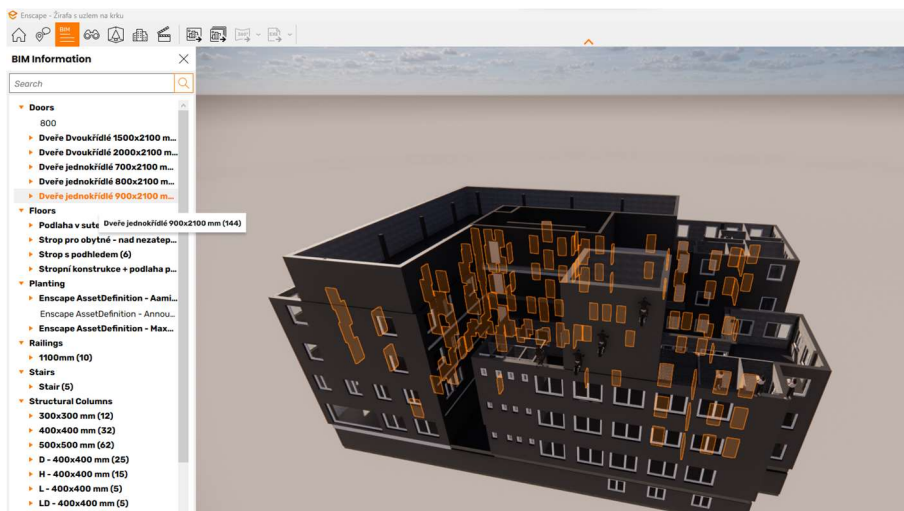 Enscape - Žirafa s uzlem na krku
BIM
BIM Information
Search
Doors
800
Dveře Dvoukřídlé 1500x2100 m...
Dveře Dvoukřídlé 2000x2100 m...
Dveře jednokřídlé 700x2100 m...
Dveře jednokřídlé 800x2100 m...
Dveře jednokřídlé 900x2100 m...
Floors
Podlaha v sute
Dveře jednokřídlé 900x2100 mm (144)
Strop pro obytné - nad nezatep...
Strop s podhledem (6)
Stropní konstrukce + podlaha p...
Planting
Enscape AssetDefinition - Aami...
Enscape AssetDefinition - Annou...
Enscape AssetDefinition - Max...
Railings
1100mm (10)
Stairs
Stair (5)
Structural Columns
300x300 mm (12)
400x400 mm (32)
500x500 mm (62)
D - 400x400 mm (25)
H - 400x400 mm (15)
L - 400x400 mm (5)
LD - 400x400 mm (5)